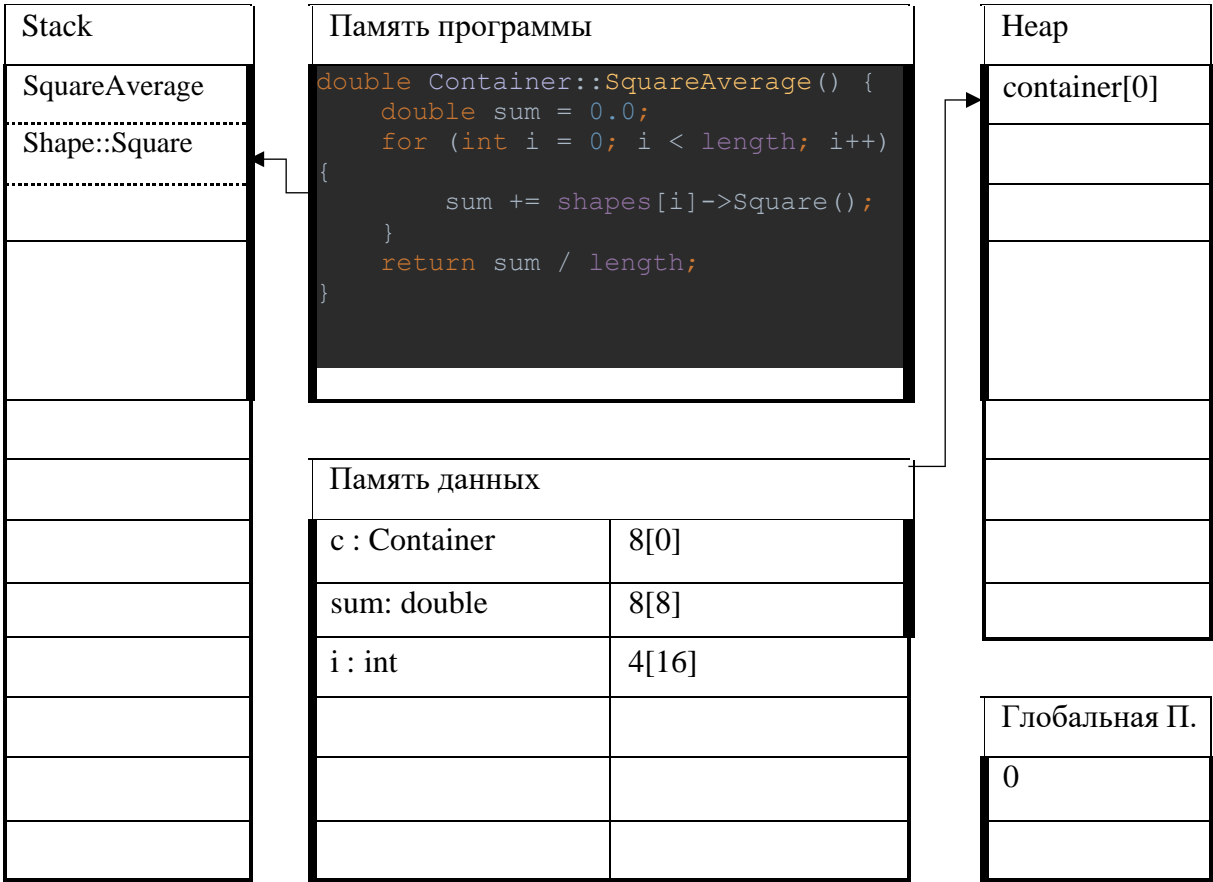 Stack
SquareAverage
Shape::Square
Память программы
double Container::SquareAverage() {
    double sum = 0.0;
    for (int i = 0; i < length; i++)
{
        sum += shapes[i]->Square();
    }
    return sum / length;
}
Память данных
c : Container 8[0]
sum: double 8[8]
i : int 4[16]
Heap
container[0]
Глобальная П.
0